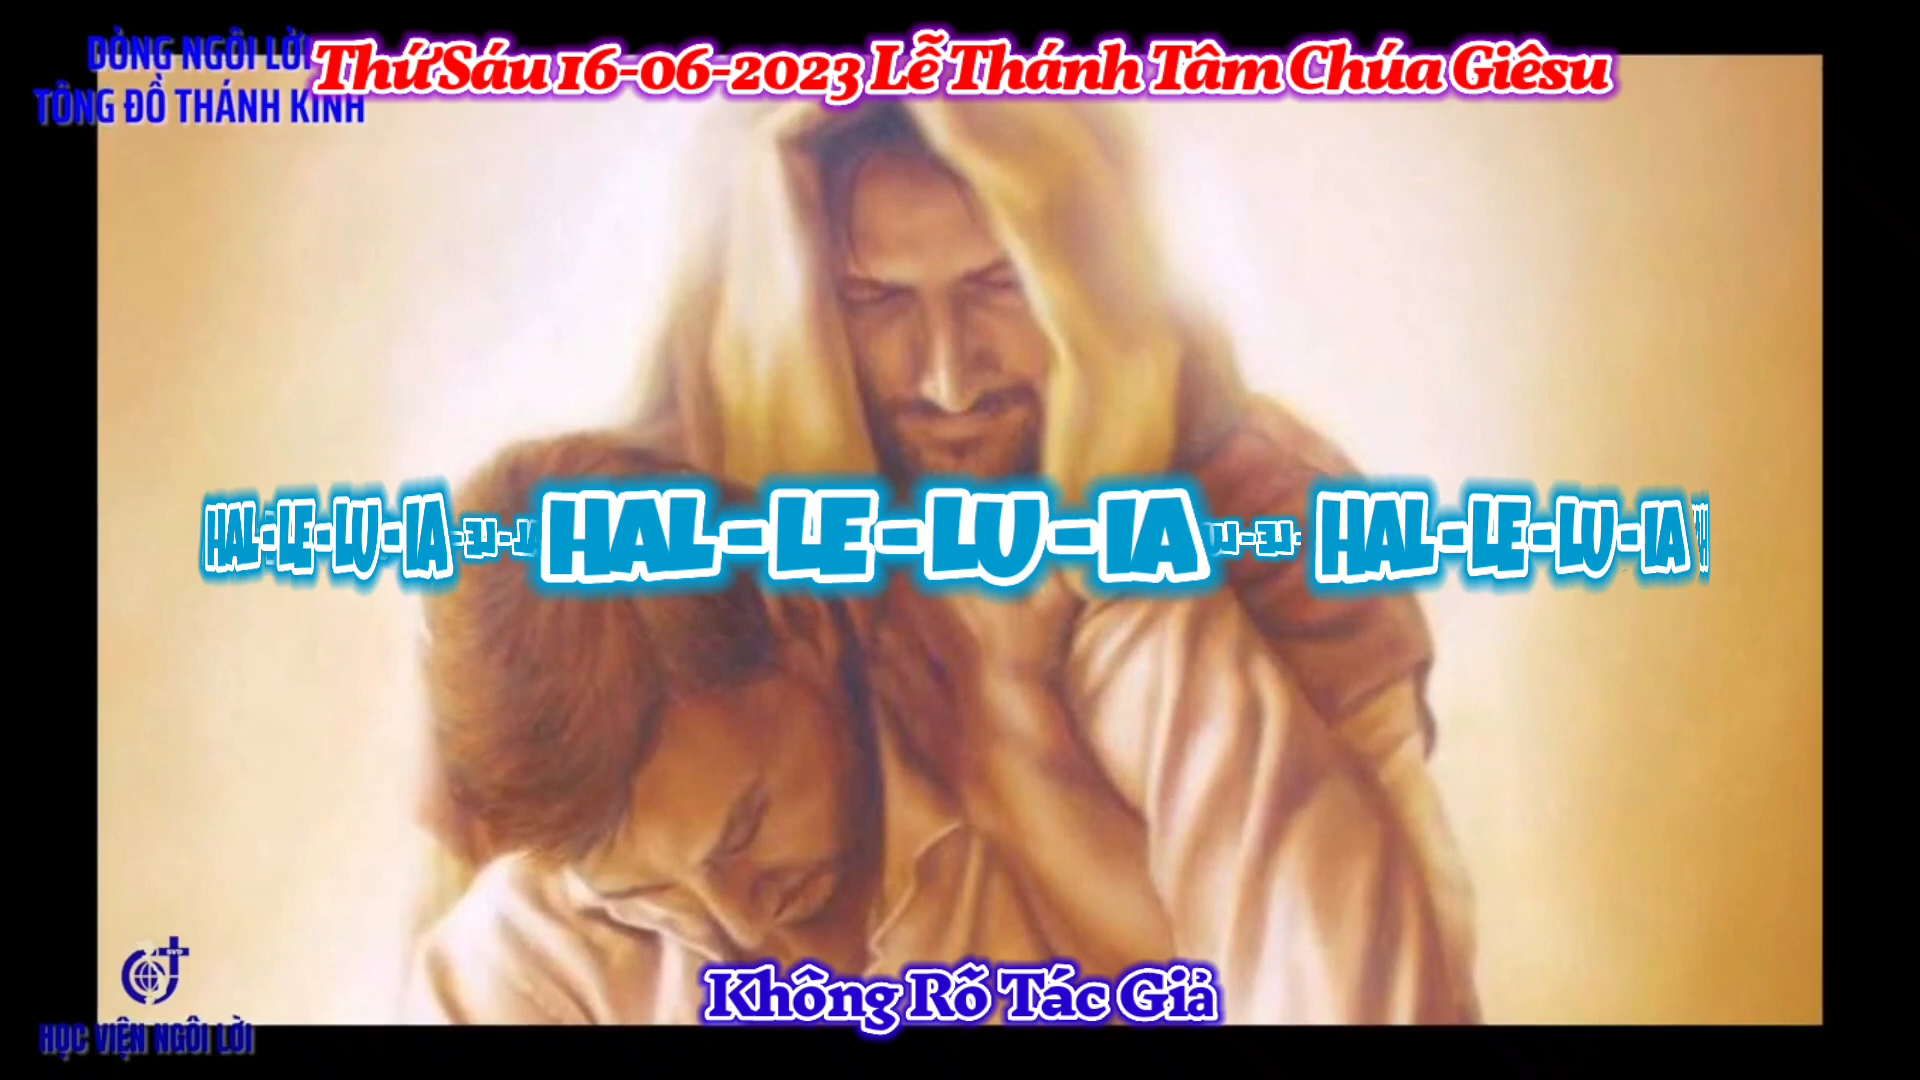 DÒNG NGÔI LỜI
TÔNG ĐỒ THÁNH KINH
Thứ Sáu 16-06-2023 Lễ Thánh Tâm Chúa Giêsu
HAL - LE - LU - IA HAL - LE - LU - IA HAL - LE - LU - IA
Không Rõ Tác Giả
SVD
HỌC VIỆN NGÔI LỜI